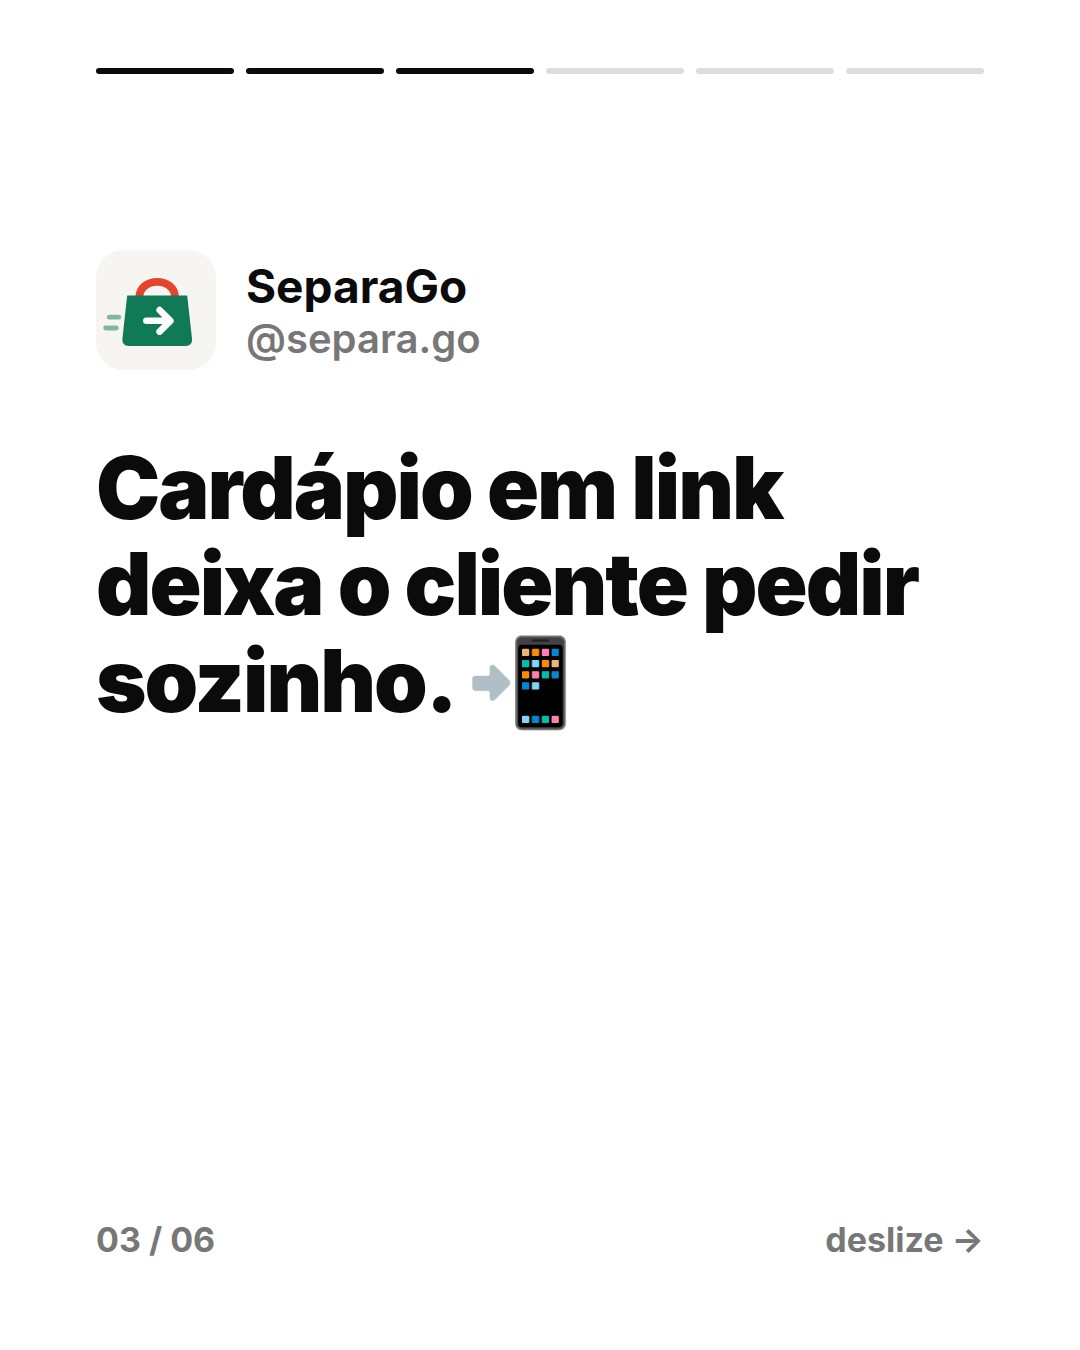 SeparaGo
@separa.go
Cardápio em link
deixa o cliente pedir
sozinho. 📲
03 / 06
deslize →